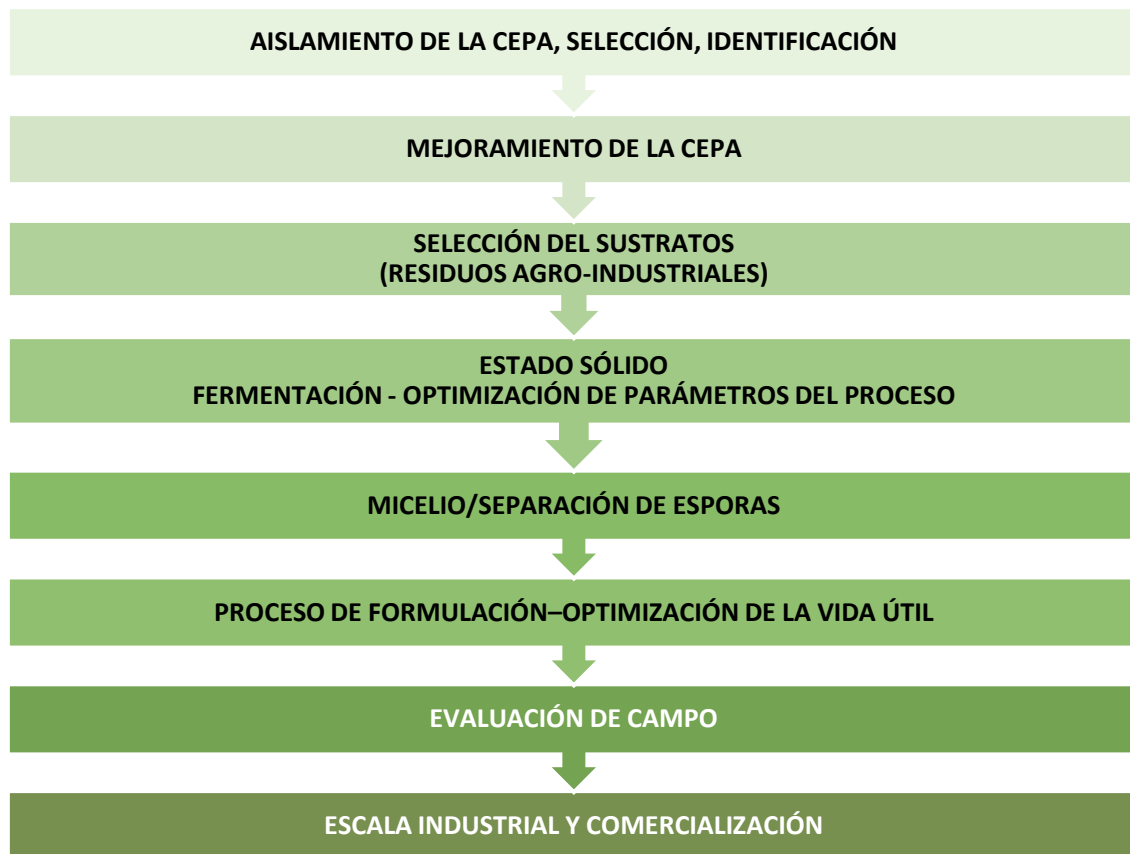 AISLAMIENTO DE LA CEPA, SELECCIÓN, IDENTIFICACIÓN
MEJORAMIENTO DE LA CEPA
SELECCIÓN DEL SUSTRATOS
(RESIDUOS AGRO-INDUSTRIALES)
ESTADO SÓLIDO
FERMENTACIÓN - OPTIMIZACIÓN DE PARÁMETROS DEL PROCESO
MICELIO/SEPARACIÓN DE ESPORAS
PROCESO DE FORMULACIÓN–OPTIMIZACIÓN DE LA VIDA ÚTIL
EVALUACIÓN DE CAMPO
ESCALA INDUSTRIAL Y COMERCIALIZACIÓN